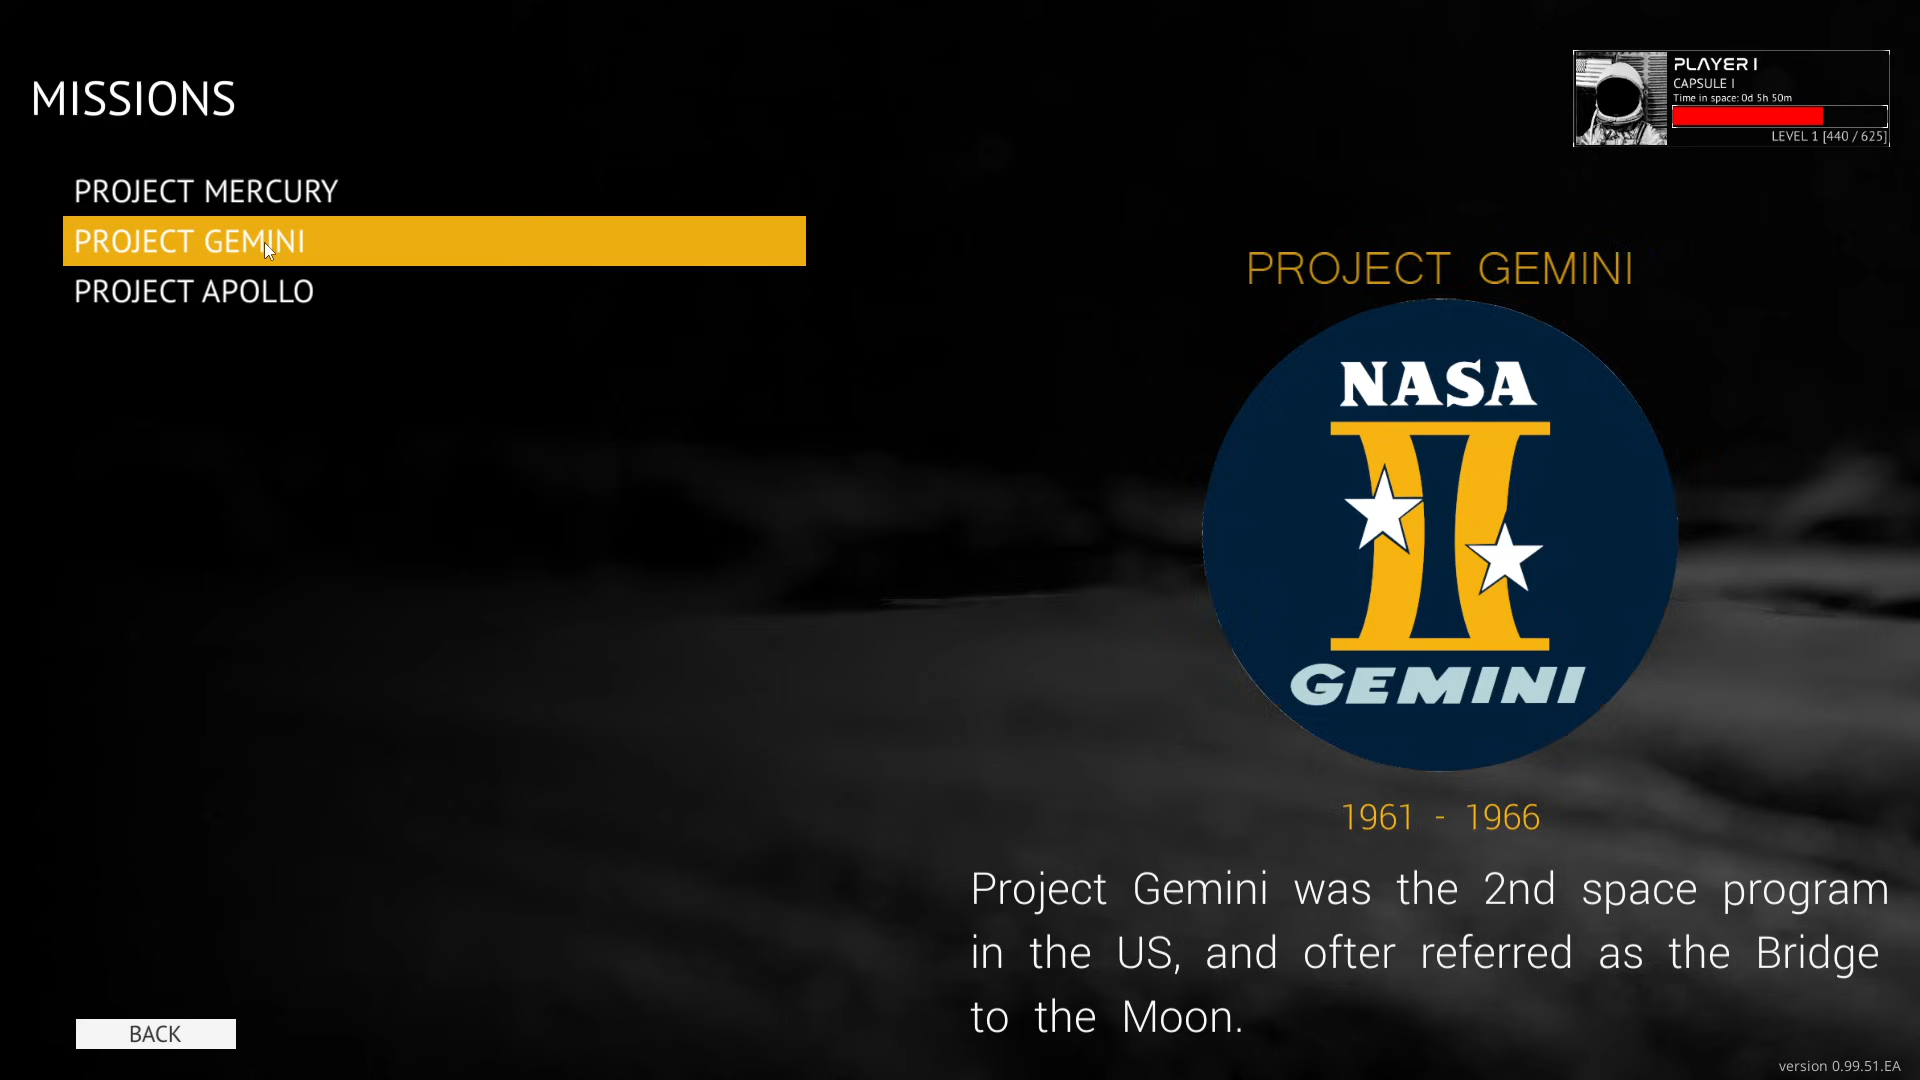 MISSIONS
PLAYER I
CAPSULE I
Time in space: 0d 5h 50m
LEVEL 1 [440 / 625]
PROJECT MERCURY
PROJECT GEMINI
PROJECT APOLLO
PROJECT GEMINI
NASA
GEMINI
1961 - 1966
Project Gemini was the 2nd space program
in the US, and ofter referred as the Bridge
to the Moon.
BACK
version 0.99.51.EA